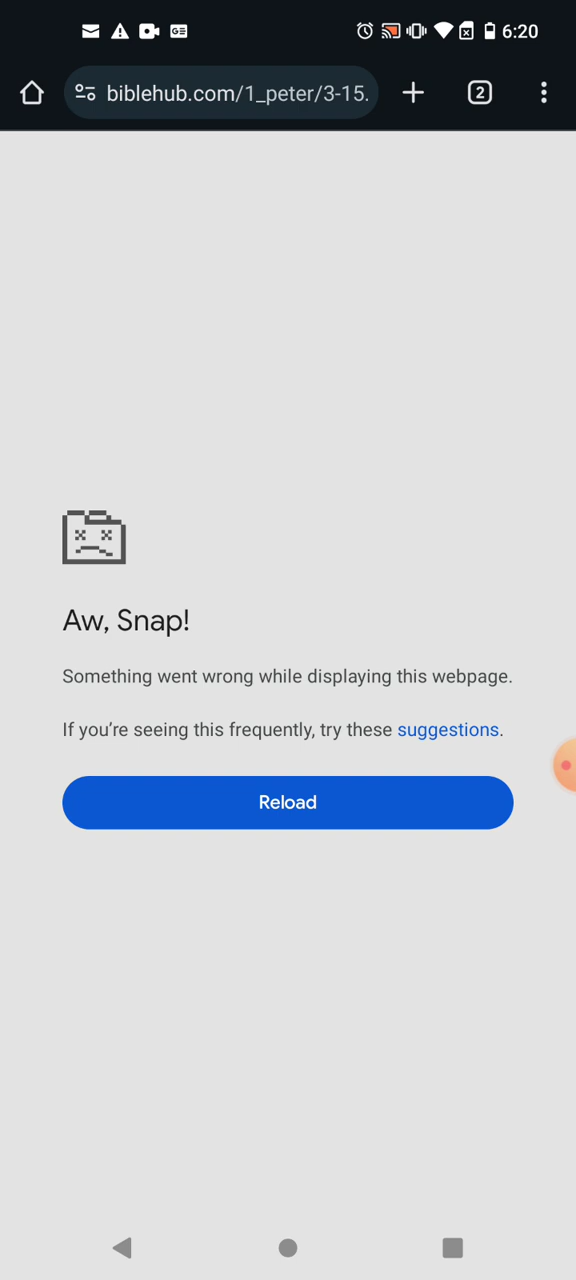 GE
6:20
biblehub.com/1_peter/3-15.
2
Aw, Snap!
Something went wrong while displaying this webpage.
If you’re seeing this frequently, try these suggestions.
Reload